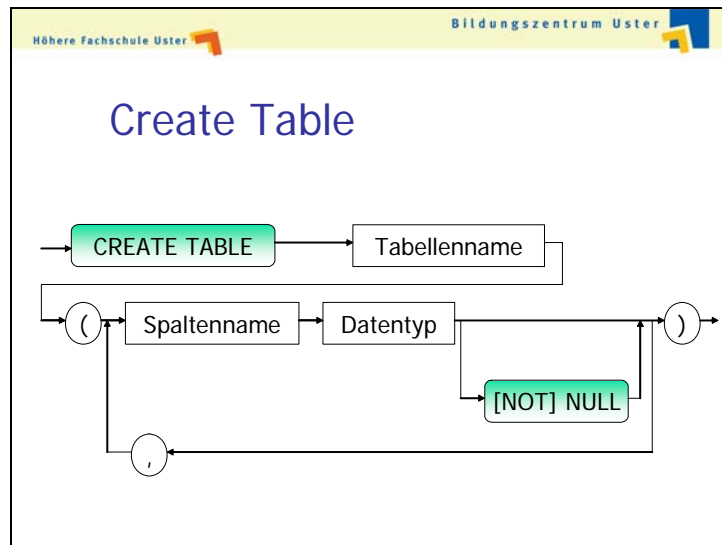 Höhere Fachschule Uster
Bildungszentrum Uster
Create Table
CREATE TABLE
Tabellenname
(
Spaltenname
Datentyp
)
[NOT] NULL
,